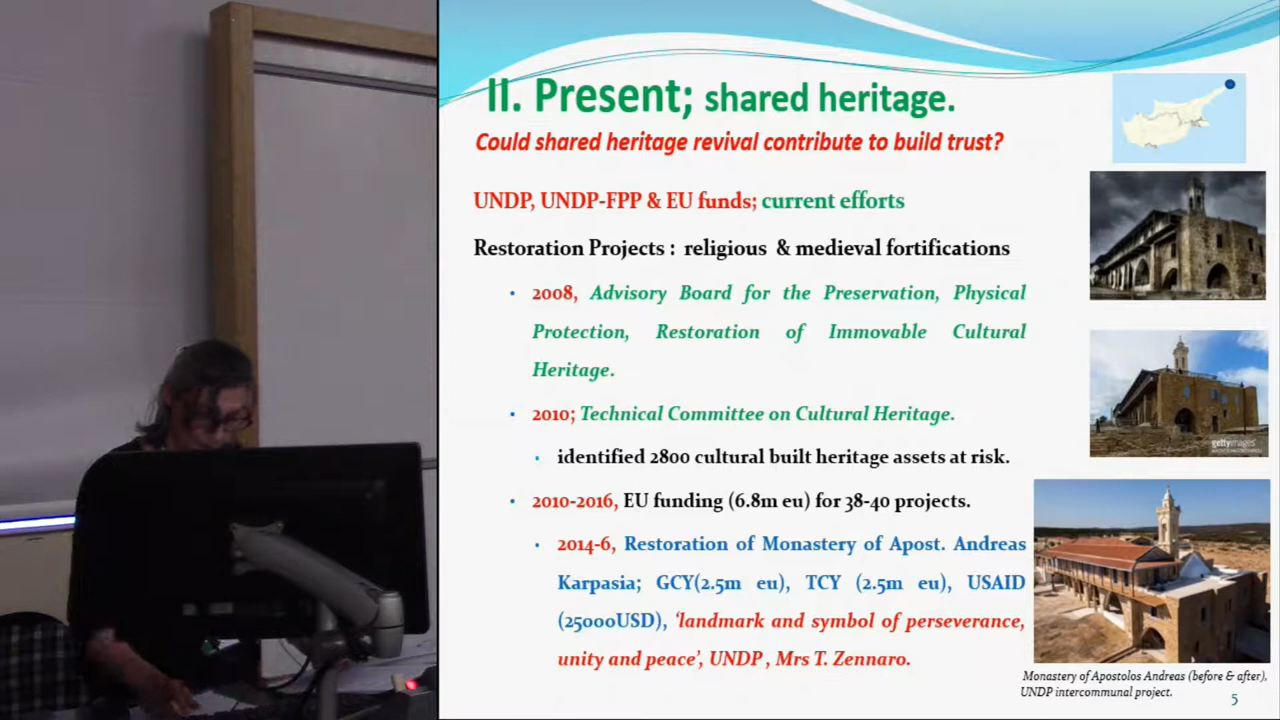 II. Present; shared heritage.
Could shared heritage revival contribute to build trust?
UNDP, UNDP-FPP & EU funds; current efforts
Restoration Projects : religious & medieval fortifications
• 2008, Advisory Board for the Preservation, Physical
Protection, Restoration of Immovable Cultural
Heritage.
• 2010; Technical Committee on Cultural Heritage.
• identified 2800 cultural built heritage assets at risk.
• 2010-2016, EU funding (6.8m eu) for 38-40 projects.
• 2014-6, Restoration of Monastery of Apost. Andreas
Karpasia; GCY(2.5m eu), TCY (2.5m eu), USAID
(25000USD), 'landmark and symbol of perseverance,
unity and peace', UNDP , Mrs T. Zennaro.
gettyimages
Monastery of Apostolos Andreas (before & after),
UNDP intercommunal project.
5